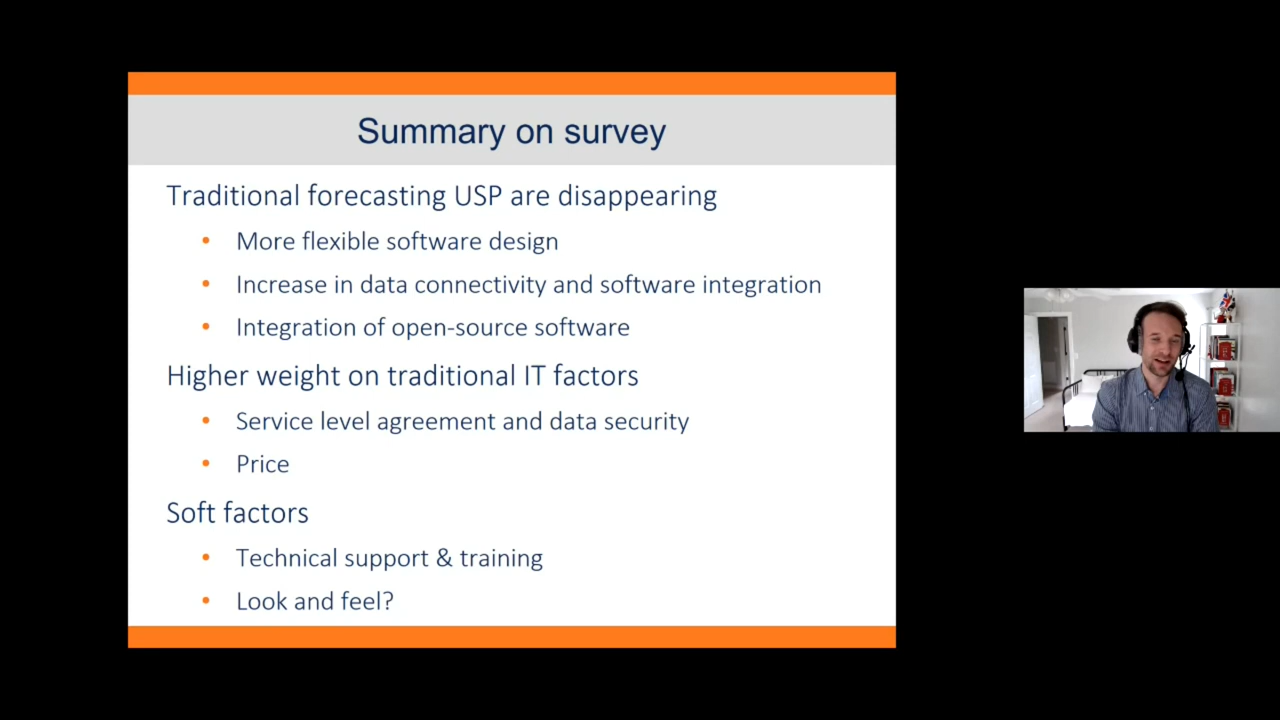 Summary on survey
Traditional forecasting USP are disappearing
• More flexible software design
• Increase in data connectivity and software integration
• Integration of open-source software
Higher weight on traditional IT factors
• Service level agreement and data security
• Price
Soft factors
• Technical support & training
• Look and feel?